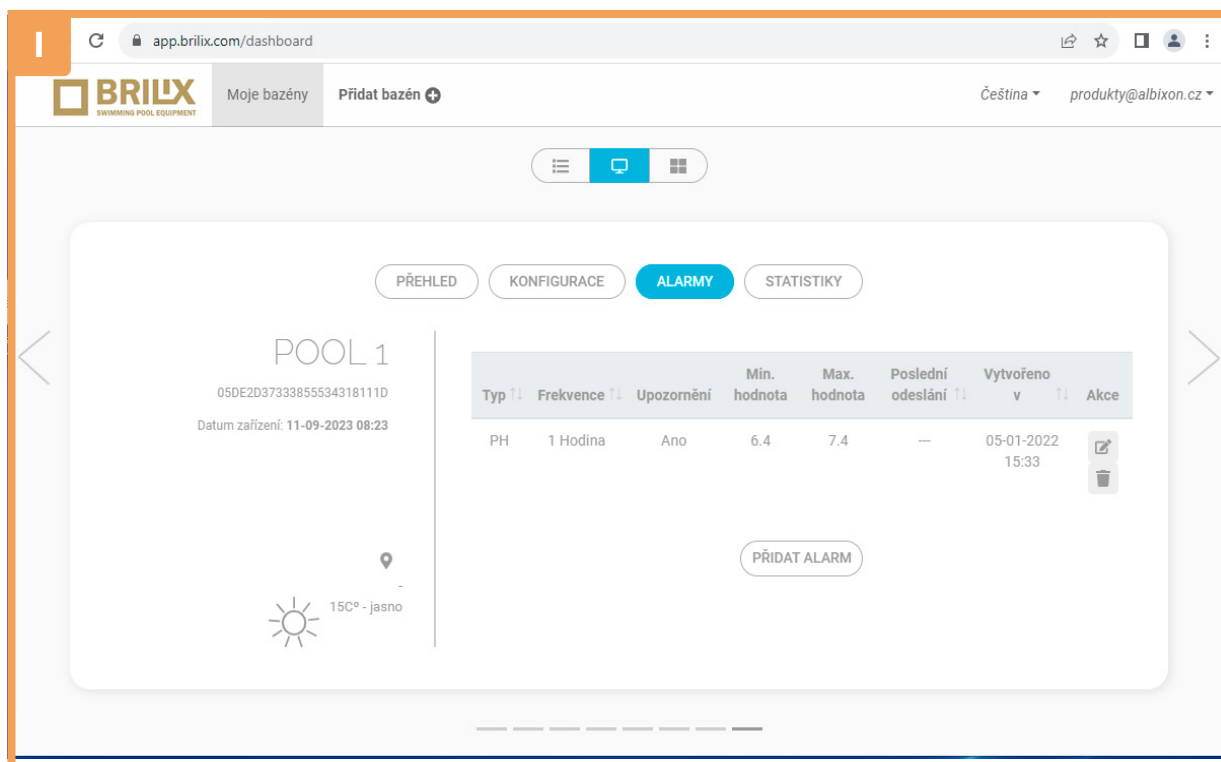 I
app.brilix.com/dashboard
BRILIX
SWIMMING POOL EQUIPMENT
Moje bazény
Přidat bazén
Čeština
produkty@albixon.cz
PŘEHLED
KONFIGURACE
ALARMY
STATISTIKY
POOL 1
05DE2D37333855534318111D
Datum zařízení: 11-09-2023 08:23
-
15Cº - jasno
Typ Frekvence Upozornění Min. hodnota Max. hodnota Poslední odeslání Vytvořeno v Akce
PH 1 Hodina Ano 6.4 7.4 — 05-01-2022 15:33
PŘIDAT ALARM